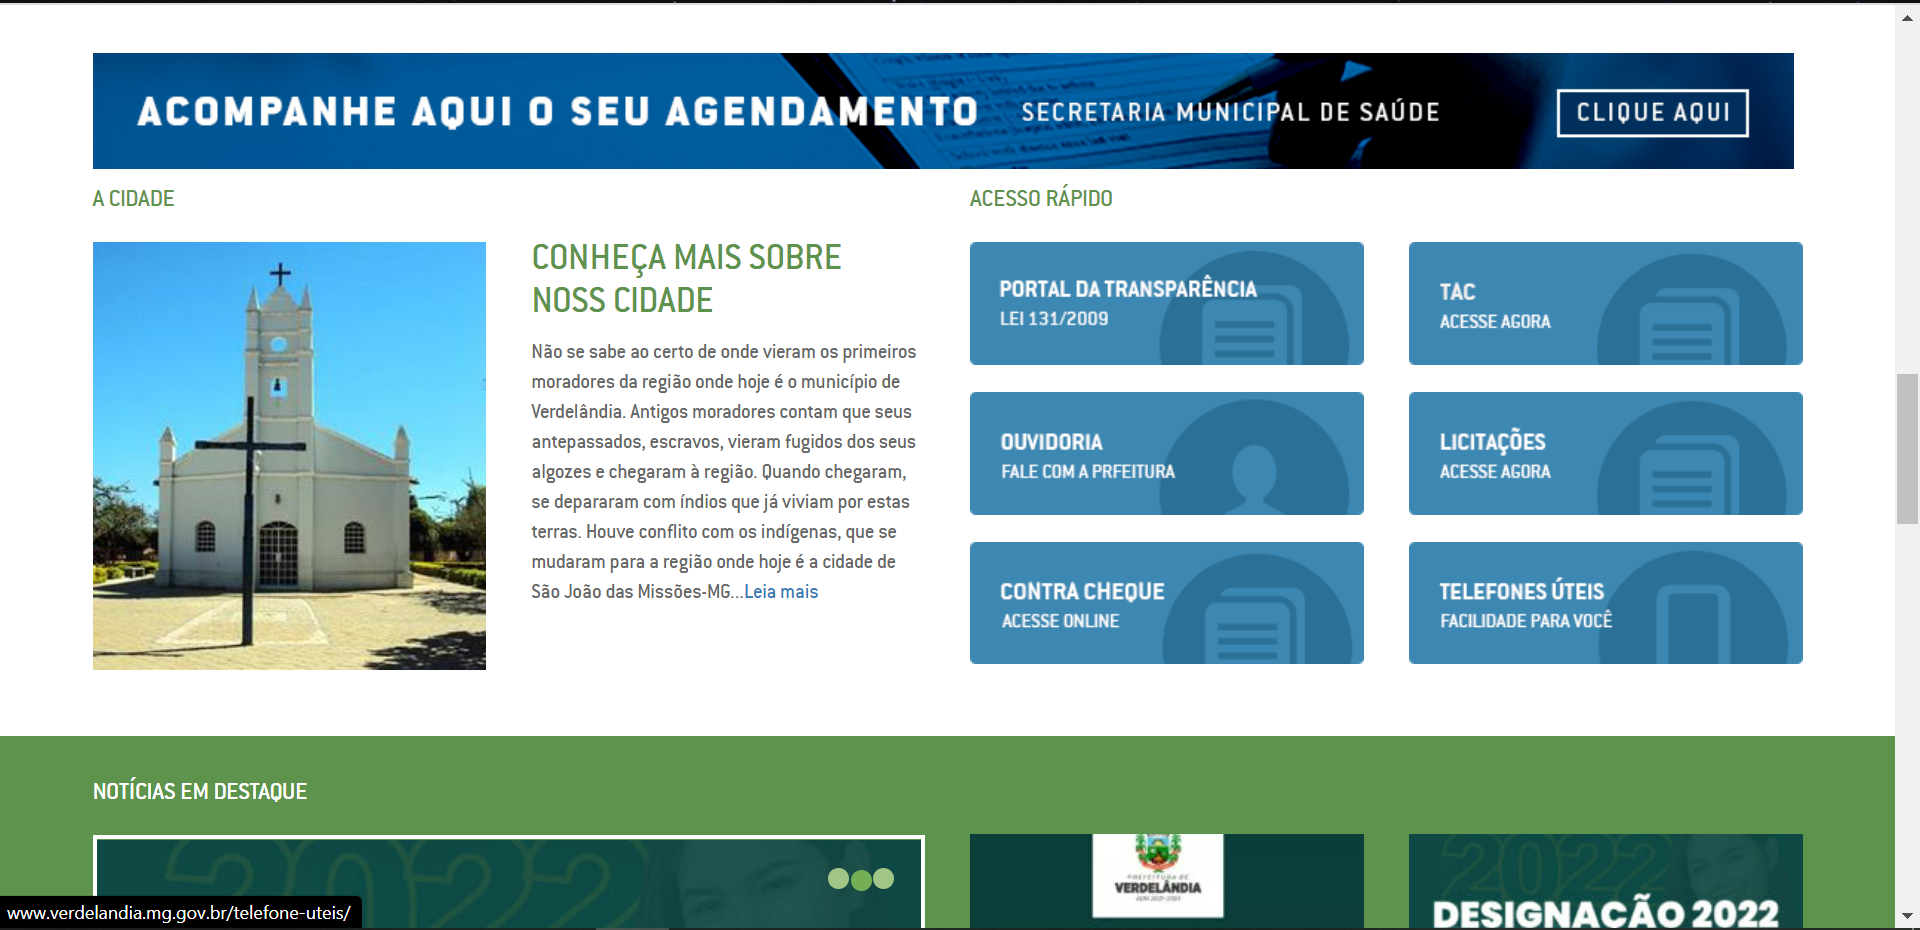 ACOMPANHE AQUI O SEU AGENDAMENTO SECRETARIA MUNICIPAL DE SAÚDE CLIQUE AQUI
A CIDADE
CONHEÇA MAIS SOBRE
NOSS CIDADE
Não se sabe ao certo de onde vieram os primeiros
moradores da região onde hoje é o município de
Verdelândia. Antigos moradores contam que seus
antepassados, escravos, vieram fugidos dos seus
algozes e chegaram à região. Quando chegaram,
se depararam com índios que já viviam por estas
terras. Houve conflito com os indígenas, que se
mudaram para a região onde hoje é a cidade de
São João das Missões-MG...Leia mais
ACESSO RÁPIDO
PORTAL DA TRANSPARÊNCIA
LEI 131/2009
TAC
ACESSE AGORA
OUVIDORIA
FALE COM A PRFEITURA
LICITAÇÕES
ACESSE AGORA
CONTRA CHEQUE
ACESSE ONLINE
TELEFONES ÚTEIS
FACILIDADE PARA VOCÊ
NOTÍCIAS EM DESTAQUE
2022
PREFEITURA DE
VERDELÂNDIA
2022
DESIGNAÇÃO 2022
www.verdelandia.mg.gov.br/telefone-uteis/